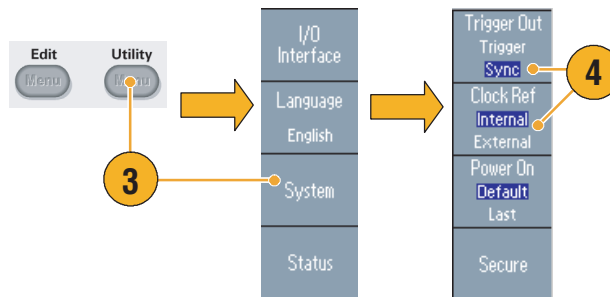 Edit
Utility
Menu
Menu
3
I/O
Interface
Language
English
System
Status
Trigger Out
Trigger
Sync
Clock Ref
Internal
External
Power On
Default
Last
Secure
4